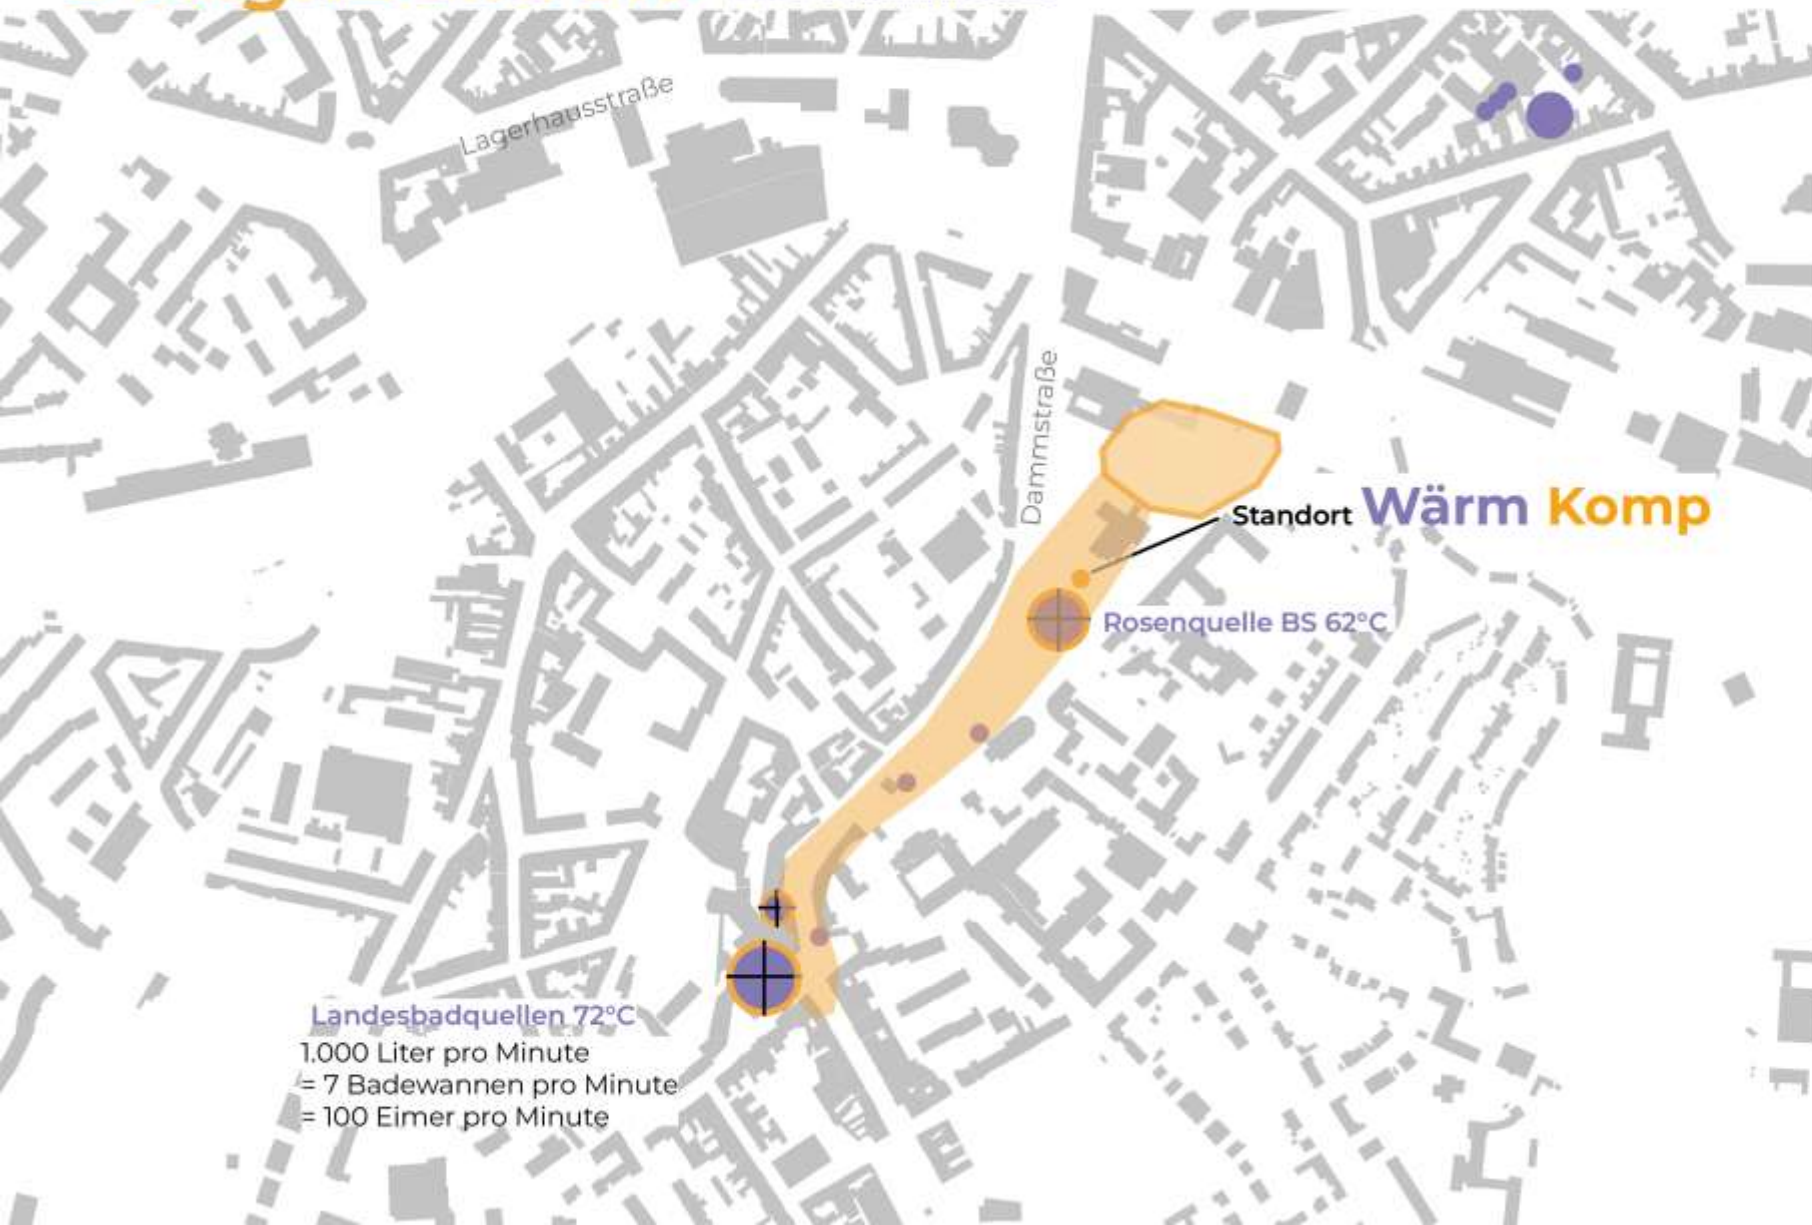 Lagerhausstraße
Dammstraße
Standort Wärm Komp
Rosenquelle BS 62°C
Landesbadquellen 72°C
1.000 Liter pro Minute
= 7 Badewannen pro Minute
= 100 Eimer pro Minute